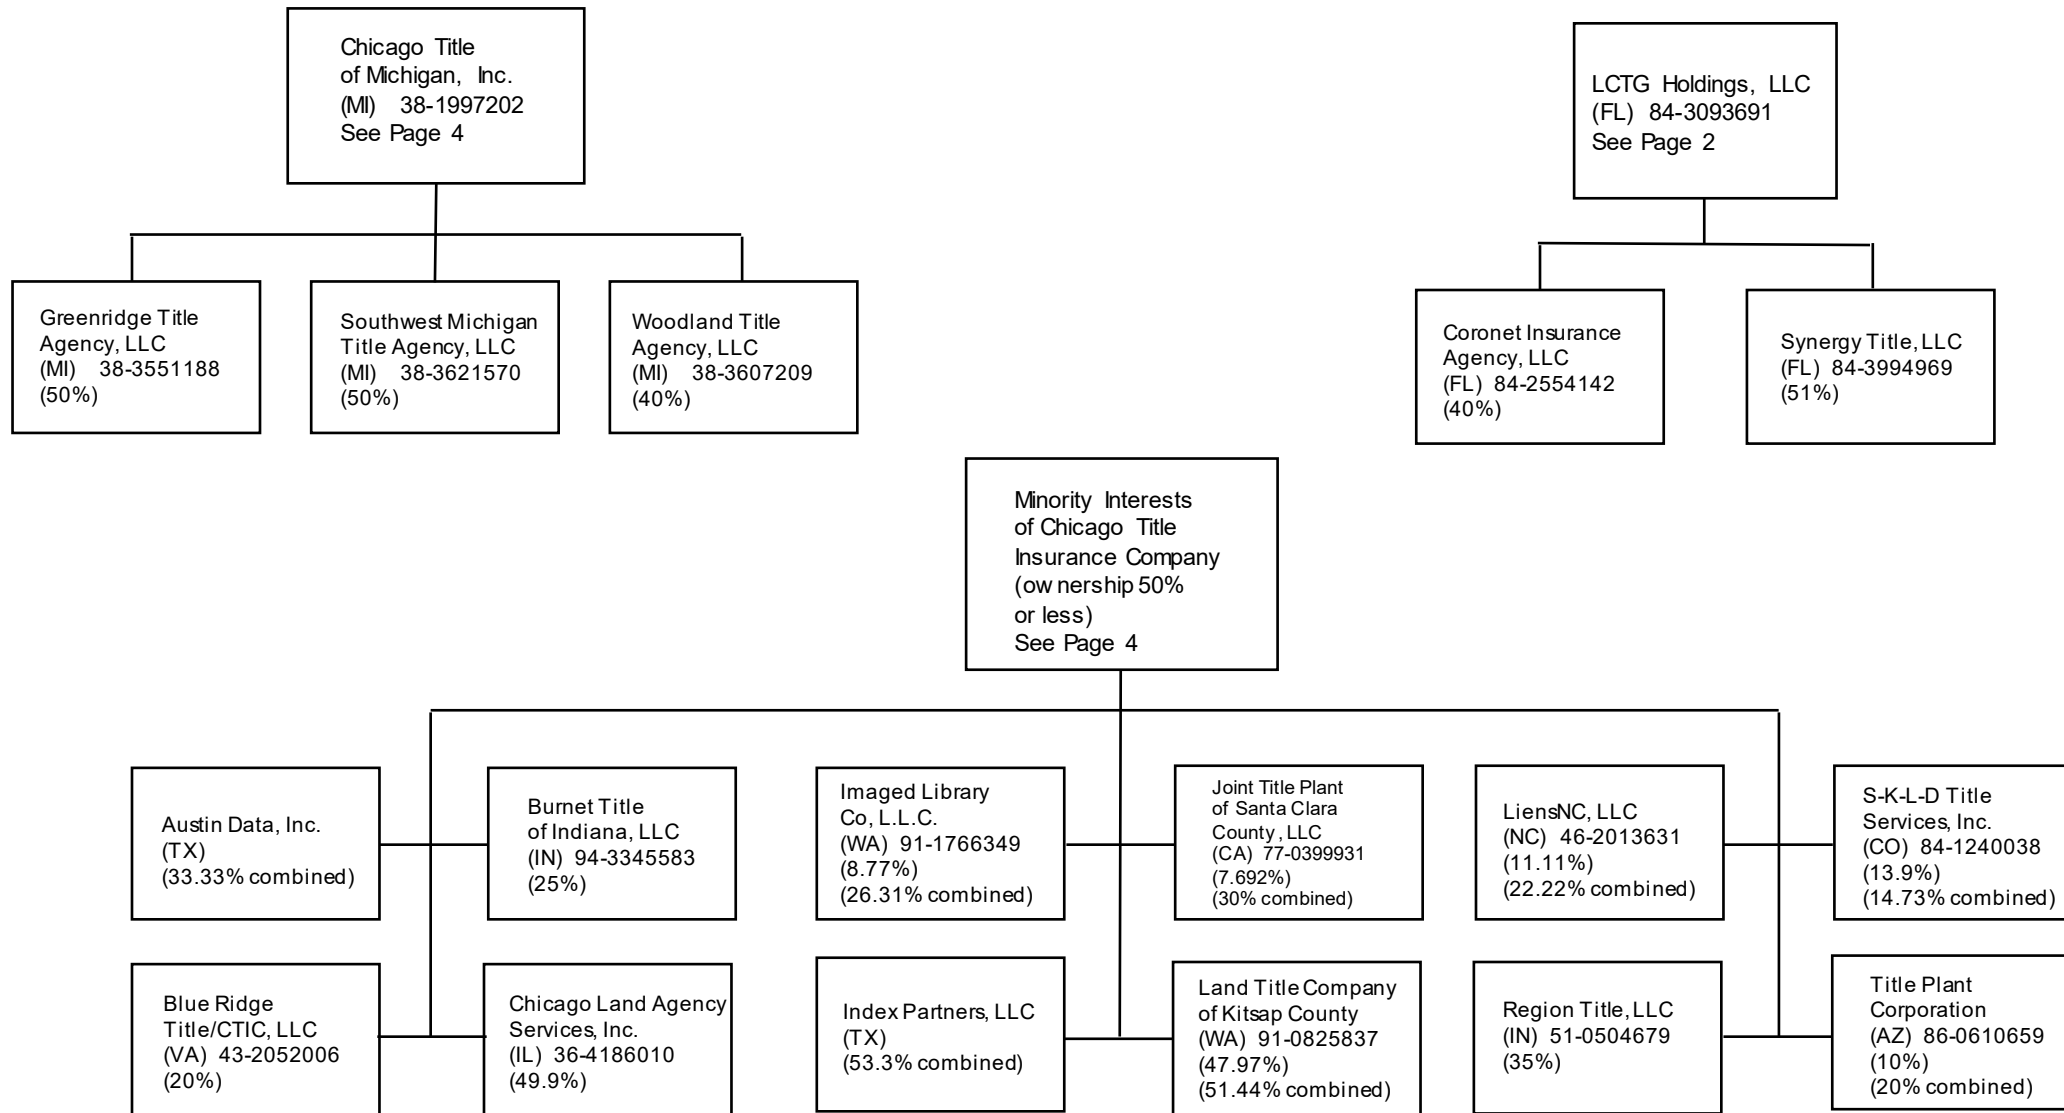 Chicago Title
of Michigan, Inc.
(MI) 38-1997202
See Page 4
LCTG Holdings, LLC
(FL) 84-3093691
See Page 2
Greenridge Title
Agency, LLC
(MI) 38-3551188
(50%)
Southwest Michigan
Title Agency, LLC
(MI) 38-3621570
(50%)
Woodland Title
Agency, LLC
(MI) 38-3607209
(40%)
Coronet Insurance
Agency, LLC
(FL) 84-2554142
(40%)
Synergy Title, LLC
(FL) 84-3994969
(51%)
Minority Interests
of Chicago Title
Insurance Company
(ow nership 50%
or less)
See Page 4
Austin Data, Inc.
(TX)
(33.33% combined)
Burnet Title
of Indiana, LLC
(IN) 94-3345583
(25%)
Imaged Library
Co, L.L.C.
(WA) 91-1766349
(8.77%)
(26.31% combined)
Joint Title Plant
of Santa Clara
County, LLC
(CA) 77-0399931
(7.692%)
(30% combined)
LiensNC, LLC
(NC) 46-2013631
(11.11%)
(22.22% combined)
S-K-L-D Title
Services, Inc.
(CO) 84-1240038
(13.9%)
(14.73% combined)
Blue Ridge
Title/CTIC, LLC
(VA) 43-2052006
(20%)
Chicago Land Agency
Services, Inc.
(IL) 36-4186010
(49.9%)
Index Partners, LLC
(TX)
(53.3% combined)
Land Title Company
of Kitsap County
(WA) 91-0825837
(47.97%)
(51.44% combined)
Region Title, LLC
(IN) 51-0504679
(35%)
Title Plant
Corporation
(AZ) 86-0610659
(10%)
(20% combined)